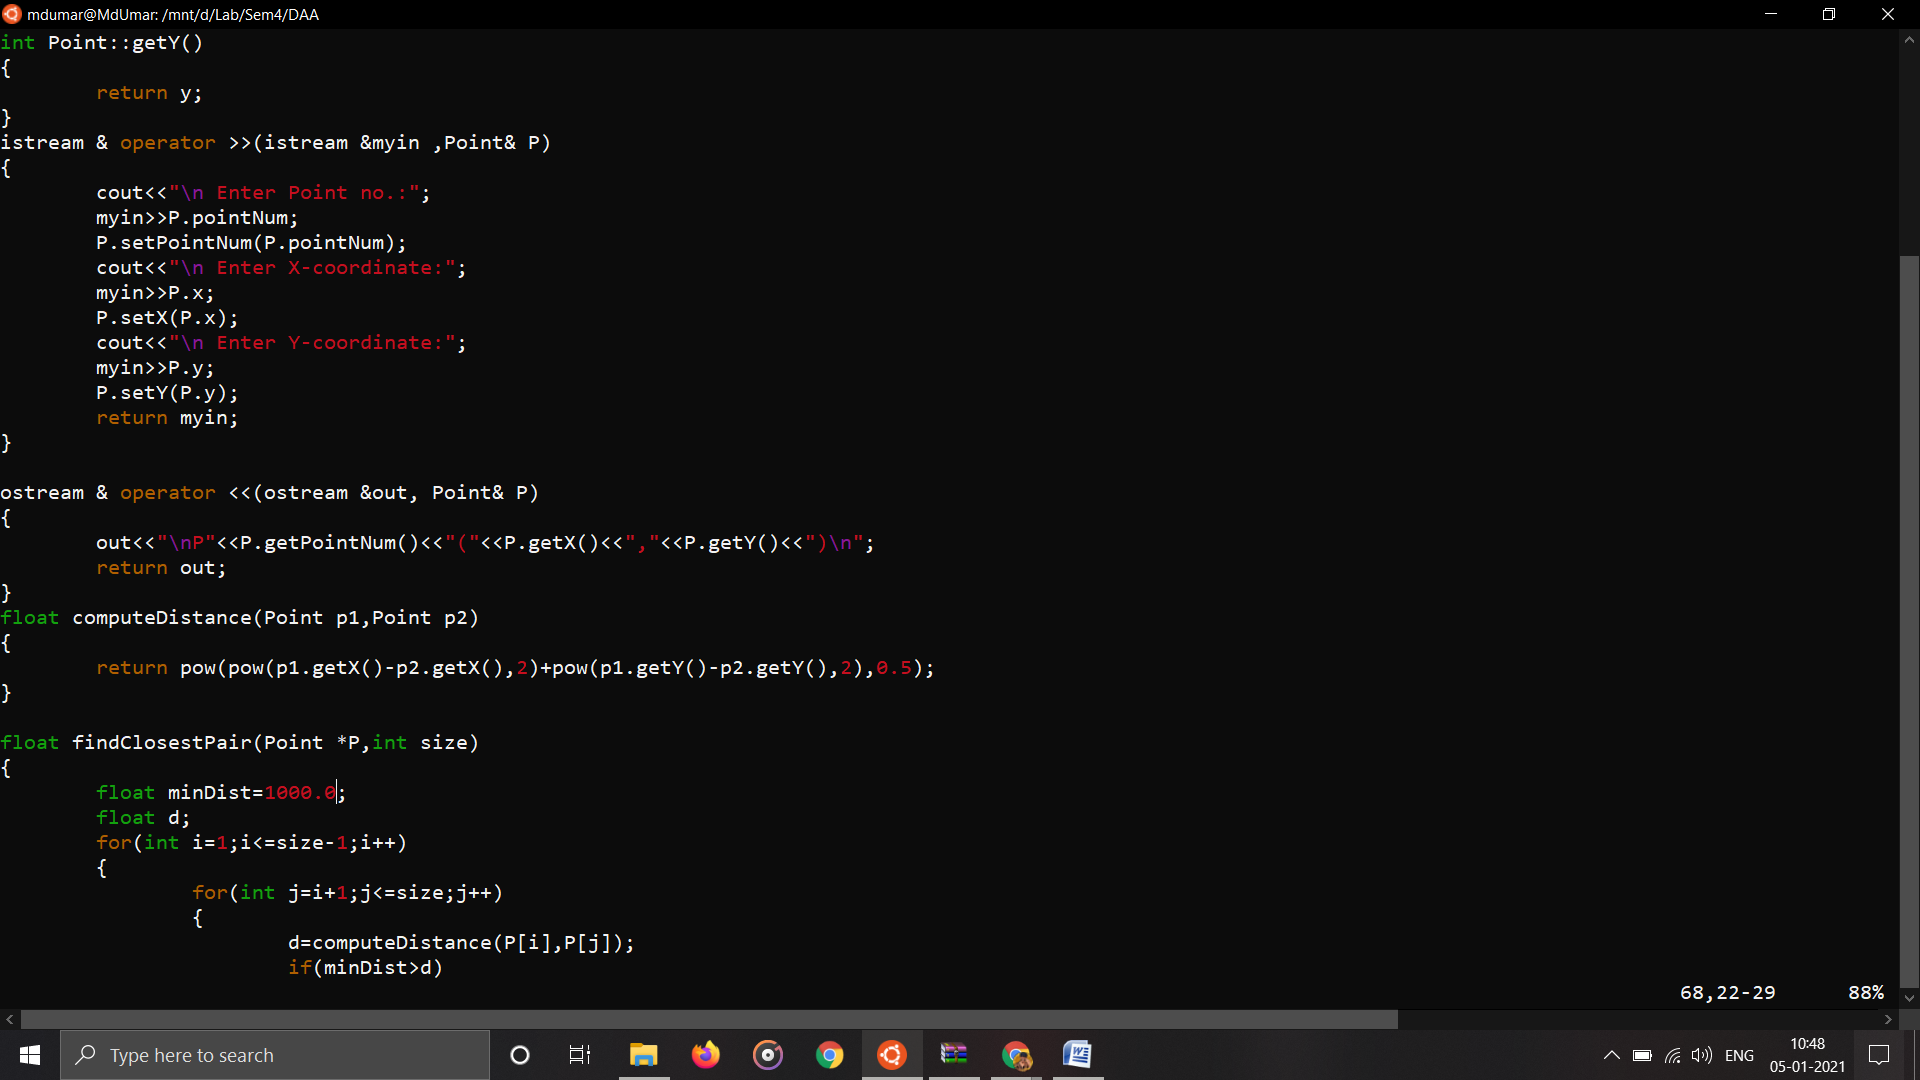 mdumar@MdUmar: /mnt/d/Lab/Sem4/DAA
int Point::getY()
{
        return y;
}
istream & operator >>(istream &myin ,Point& P)
{
        cout<<"\n Enter Point no.:";
        myin>>P.pointNum;
        P.setPointNum(P.pointNum);
        cout<<"\n Enter X-coordinate:";
        myin>>P.x;
        P.setX(P.x);
        cout<<"\n Enter Y-coordinate:";
        myin>>P.y;
        P.setY(P.y);
        return myin;
}

ostream & operator <<(ostream &out, Point& P)
{
        out<<"\nP"<<P.getPointNum()<<"("<<P.getX()<<","<<P.getY()<<")\n";
        return out;
}
float computeDistance(Point p1,Point p2)
{
        return pow(pow(p1.getX()-p2.getX(),2)+pow(p1.getY()-p2.getY(),2),0.5);
}

float findClosestPair(Point *P,int size)
{
        float minDist=1000.0;
        float d;
        for(int i=1;i<=size-1;i++)
        {
                for(int j=i+1;j<=size;j++)
                {
                        d=computeDistance(P[i],P[j]);
                        if(minDist>d)
68,22-29 88%
Type here to search
ENG
10:48
05-01-2021